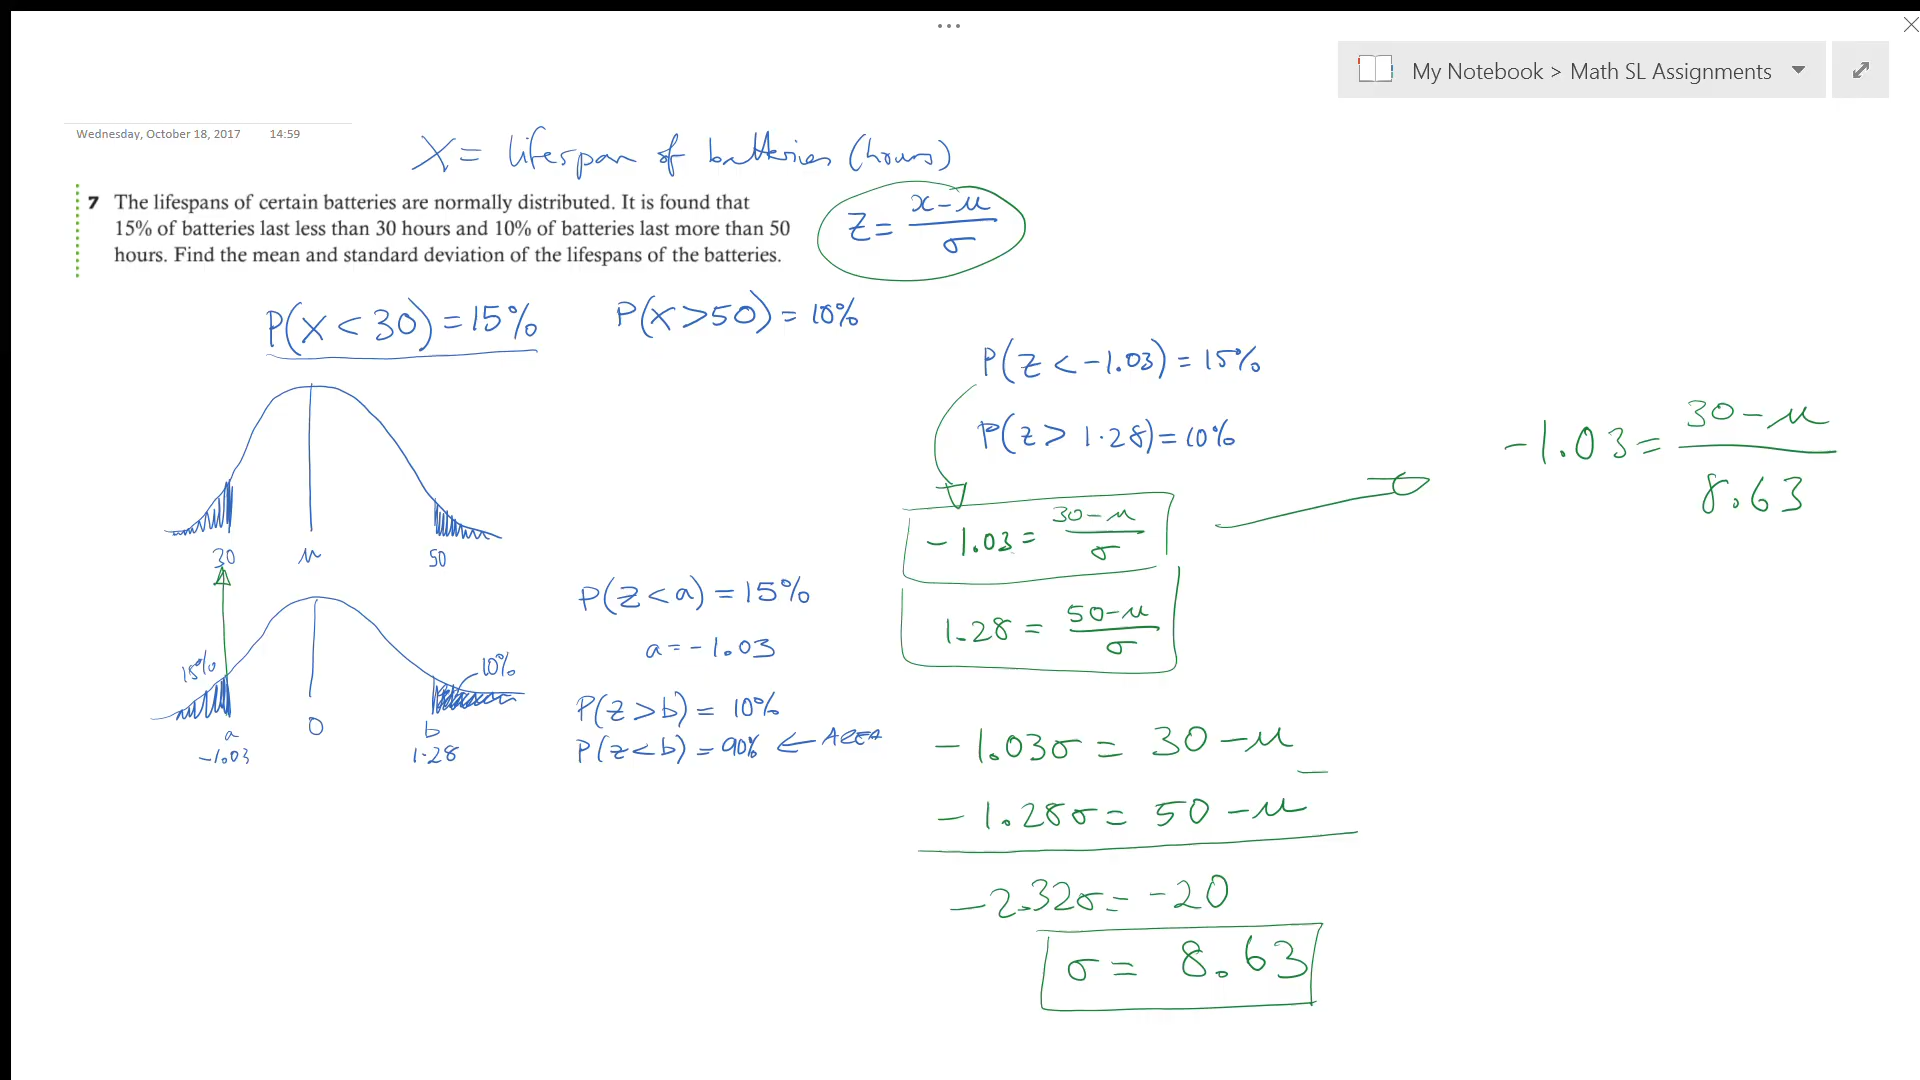 My Notebook > Math SL Assignments
Wednesday, October 18, 2017 14:59
X = lifespan of batteries (hours)
7 The lifespans of certain batteries are normally distributed. It is found that
15% of batteries last less than 30 hours and 10% of batteries last more than 50
hours. Find the mean and standard deviation of the lifespans of the batteries.
z = (x-μ)/σ
P(X < 30) = 15%
P(X > 50) = 10%
30 μ 50
15% 10%
a 0 b
-1.03 1.28
P(Z < a) = 15%
a = -1.03
P(Z > b) = 10%
P(Z < b) = 90% ← AREA
P(Z < -1.03) = 15%
P(Z > 1.28) = 10%
-1.03 = (30-μ)/σ
1.28 = (50-μ)/σ
-1.03σ = 30 - μ
-1.28σ = 50 - μ
-2.32σ = -20
σ = 8.63
-1.03 = (30-μ)/8.63